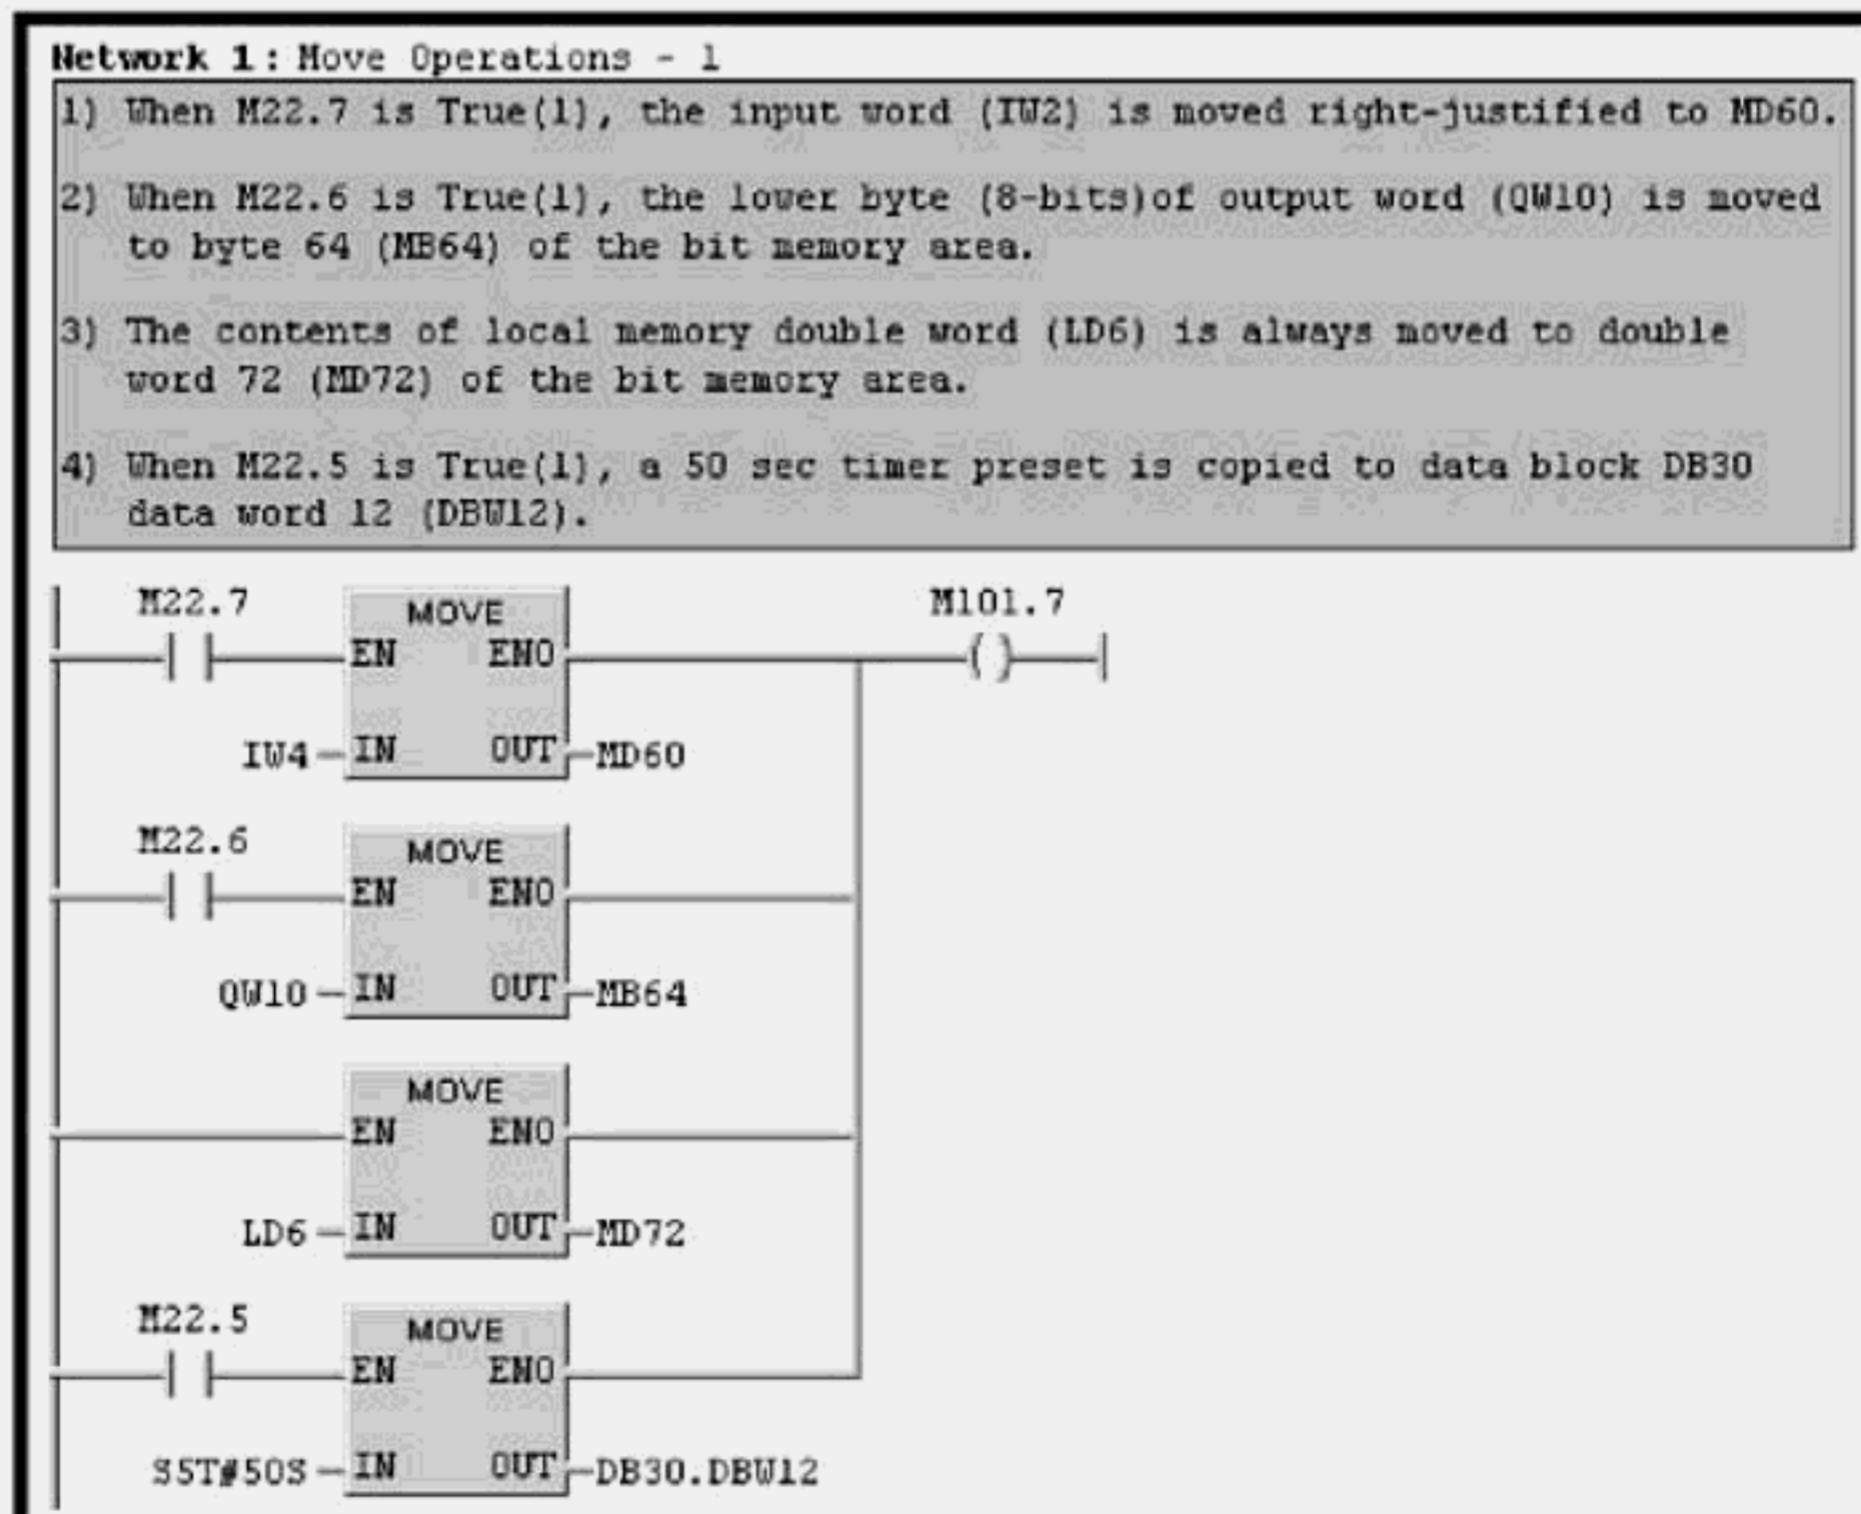 Network 1: Move Operations - 1
1) When M22.7 is True(1), the input word (IW2) is moved right-justified to MD60.
2) When M22.6 is True(1), the lower byte (8-bits)of output word (QW10) is moved
to byte 64 (MB64) of the bit memory area.
3) The contents of local memory double word (LD6) is always moved to double
word 72 (MD72) of the bit memory area.
4) When M22.5 is True(1), a 50 sec timer preset is copied to data block DB30
data word 12 (DBW12).
M22.7 MOVE M101.7
EN ENO
IW4 IN OUT MD60
M22.6 MOVE
EN ENO
QW10 IN OUT MB64
MOVE
EN ENO
LD6 IN OUT MD72
M22.5 MOVE
EN ENO
S5T#50S IN OUT DB30.DBW12